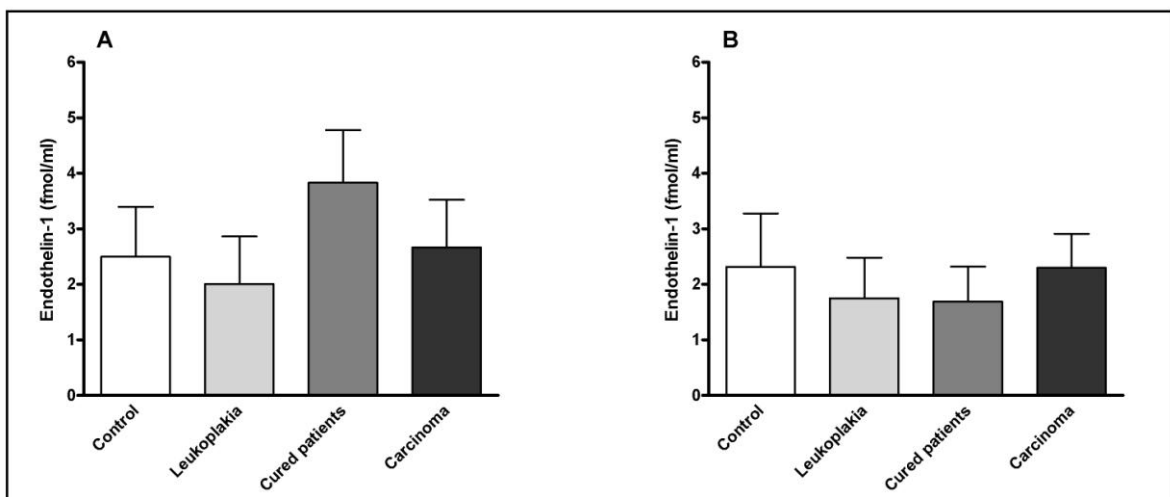 A
Endothelin-1 (fmol/ml)
6
5
4
3
2
1
0
Control
Leukoplakia
Cured patients
Carcinoma
B
Endothelin-1 (fmol/ml)
6
5
4
3
2
1
0
Control
Leukoplakia
Cured patients
Carcinoma